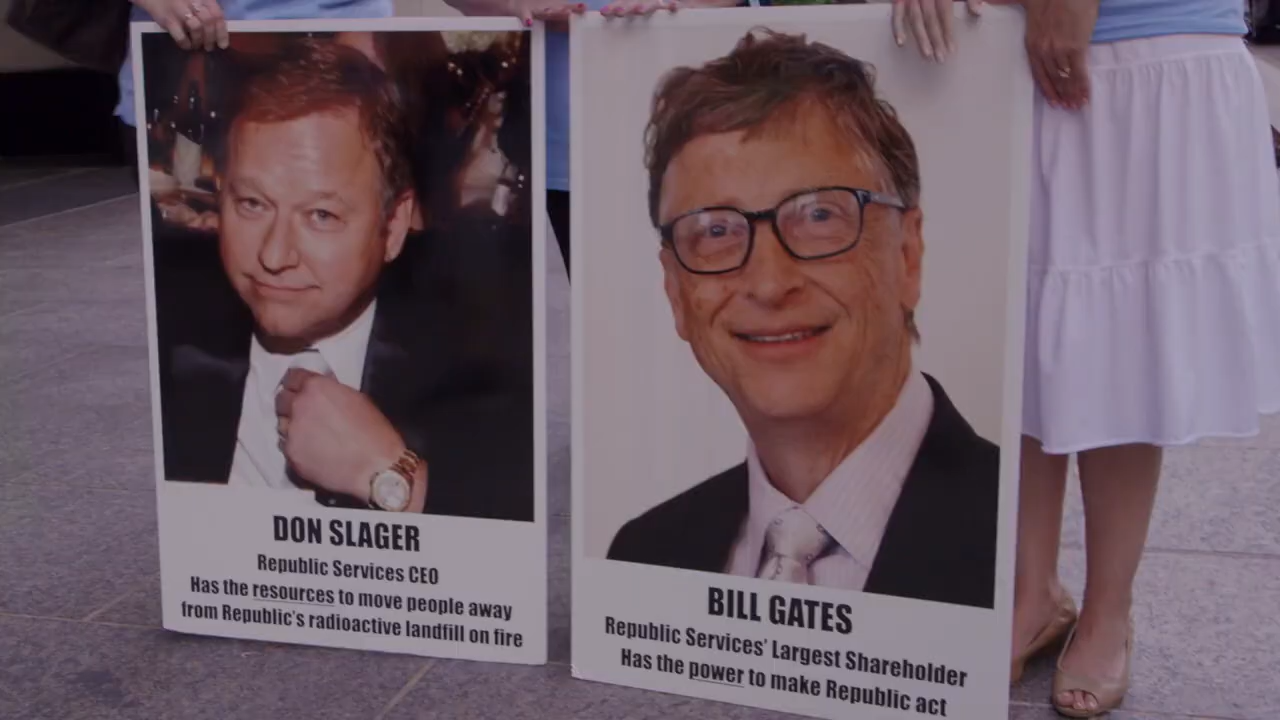 DON SLAGER
Republic Services CEO
Has the resources to move people away
from Republic's radioactive landfill on fire
BILL GATES
Republic Services' Largest Shareholder
Has the power to make Republic act